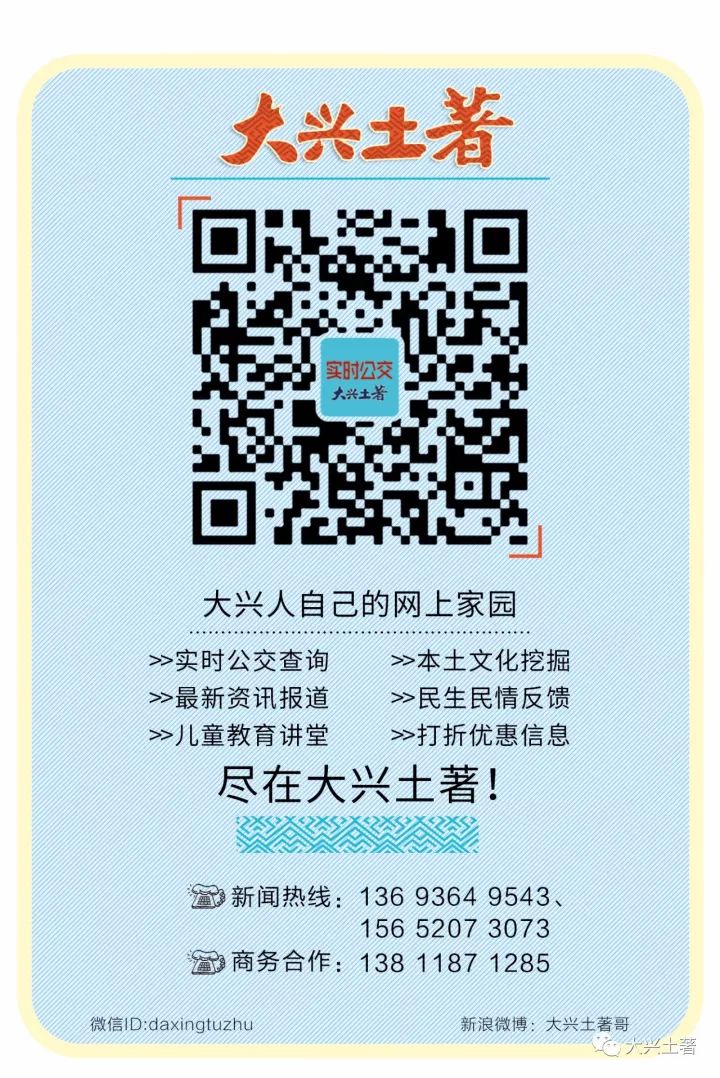 大兴土著
实时公交
大兴土著
大兴人自己的网上家园
>>实时公交查询 >>本土文化挖掘
>>最新资讯报道 >>民生民情反馈
>>儿童教育讲堂 >>打折优惠信息
尽在大兴土著！
新闻热线：136 9364 9543、
156 5207 3073
商务合作：138 1187 1285
微信ID:daxingtuzhu 新浪微博：大兴土著哥
大兴土著